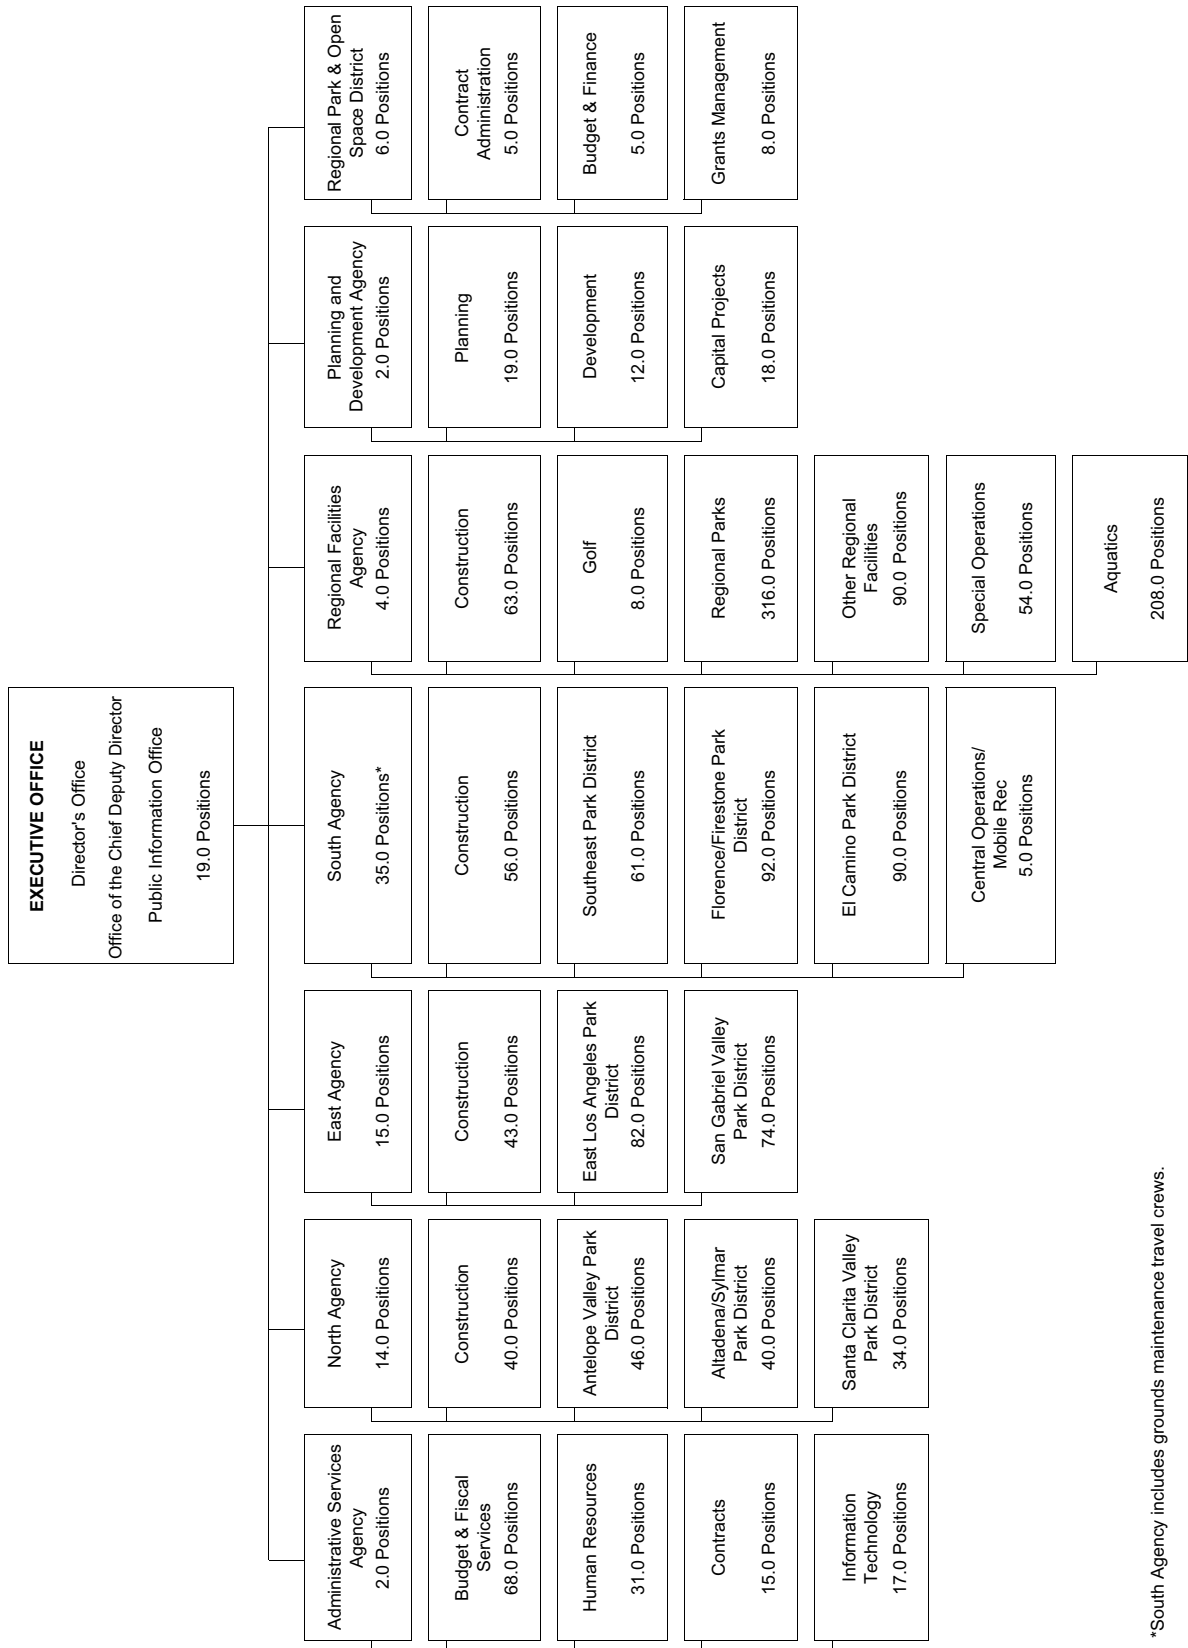 EXECUTIVE OFFICE
Director's Office
Office of the Chief Deputy Director
Public Information Office
19.0 Positions
Administrative Services
Agency
2.0 Positions
Budget & Fiscal
Services
68.0 Positions
Human Resources
31.0 Positions
Contracts
15.0 Positions
Information
Technology
17.0 Positions
North Agency
14.0 Positions
Construction
40.0 Positions
Antelope Valley Park
District
46.0 Positions
Altadena/Sylmar
Park District
40.0 Positions
Santa Clarita Valley
Park District
34.0 Positions
East Agency
15.0 Positions
Construction
43.0 Positions
East Los Angeles Park
District
82.0 Positions
San Gabriel Valley
Park District
74.0 Positions
South Agency
35.0 Positions*
Construction
56.0 Positions
Southeast Park District
61.0 Positions
Florence/Firestone Park
District
92.0 Positions
El Camino Park District
90.0 Positions
Central Operations/
Mobile Rec
5.0 Positions
Regional Facilities
Agency
4.0 Positions
Construction
63.0 Positions
Golf
8.0 Positions
Regional Parks
316.0 Positions
Other Regional
Facilities
90.0 Positions
Special Operations
54.0 Positions
Aquatics
208.0 Positions
Planning and
Development Agency
2.0 Positions
Planning
19.0 Positions
Development
12.0 Positions
Capital Projects
18.0 Positions
Regional Park & Open
Space District
6.0 Positions
Contract
Administration
5.0 Positions
Budget & Finance
5.0 Positions
Grants Management
8.0 Positions
*South Agency includes grounds maintenance travel crews.